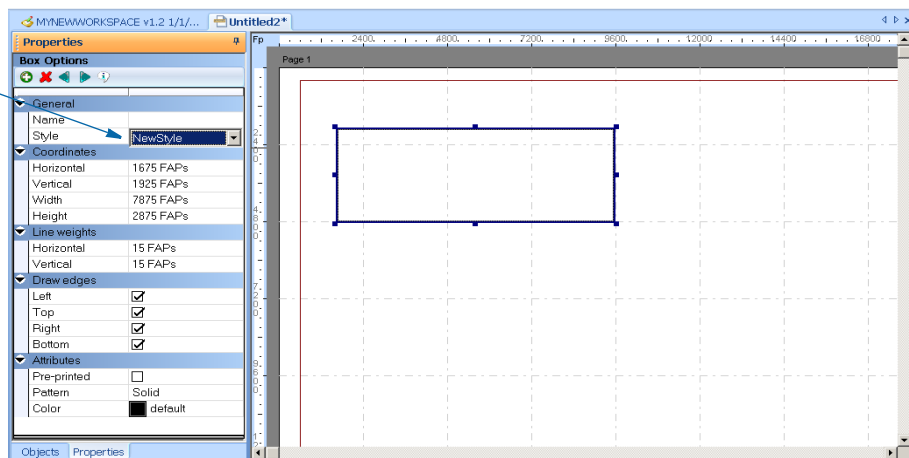 MYNEWWORKSPACE v1.2 1/1/... Untitled2*
Properties
Fp 2400. 4800. 7200. 9600. 12000. 14400. 16800.
Box Options
Page 1
General
Name
Style NewStyle
Coordinates
Horizontal 1675 FAPs
Vertical 1925 FAPs
Width 7875 FAPs
Height 2875 FAPs
Line weights
Horizontal 15 FAPs
Vertical 15 FAPs
Draw edges
Left
Top
Right
Bottom
Attributes
Pre-printed
Pattern Solid
Color default
Objects Properties